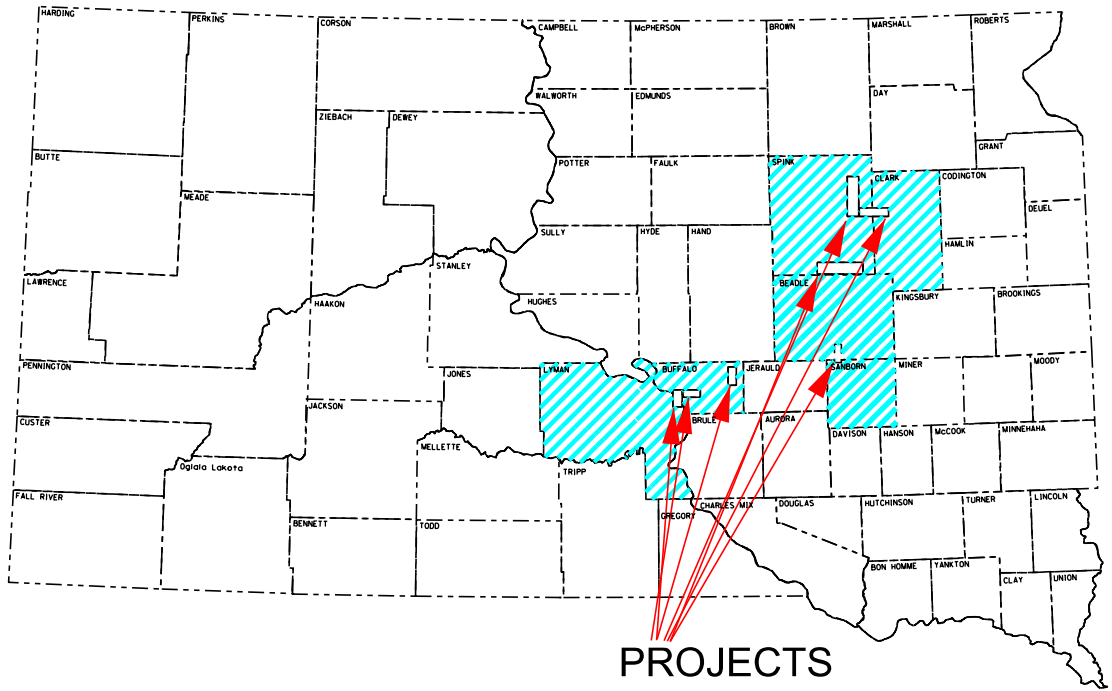 HARDING
PERKINS
CORSON
CAMPBELL
McPHERSON
BROWN
MARSHALL
ROBERTS
WALWORTH
EDMUNDS
DAY
ZIEBACH
DEWEY
GRANT
BUTTE
POTTER
FAULK
SPINK
CLARK
CODINGTON
MEADE
DEUEL
SULLY
HYDE
HAND
HAMLIN
STANLEY
LAWRENCE
BEADLE
HAAKON
HUGHES
KINGSBURY
BROOKINGS
PENNINGTON
JONES
LYMAN
BUFFALO
JERAULD
SANBORN
MINER
MOODY
JACKSON
CUSTER
BRULE
AURORA
DAVISON
HANSON
McCOOK
MINNEHAHA
MELLETTE
Oglala Lakota
TRIPP
FALL RIVER
GREGORY
CHARLES MIX
DOUGLAS
HUTCHINSON
TURNER
LINCOLN
BENNETT
TODD
BON HOMME
YANKTON
CLAY
UNION
PROJECTS